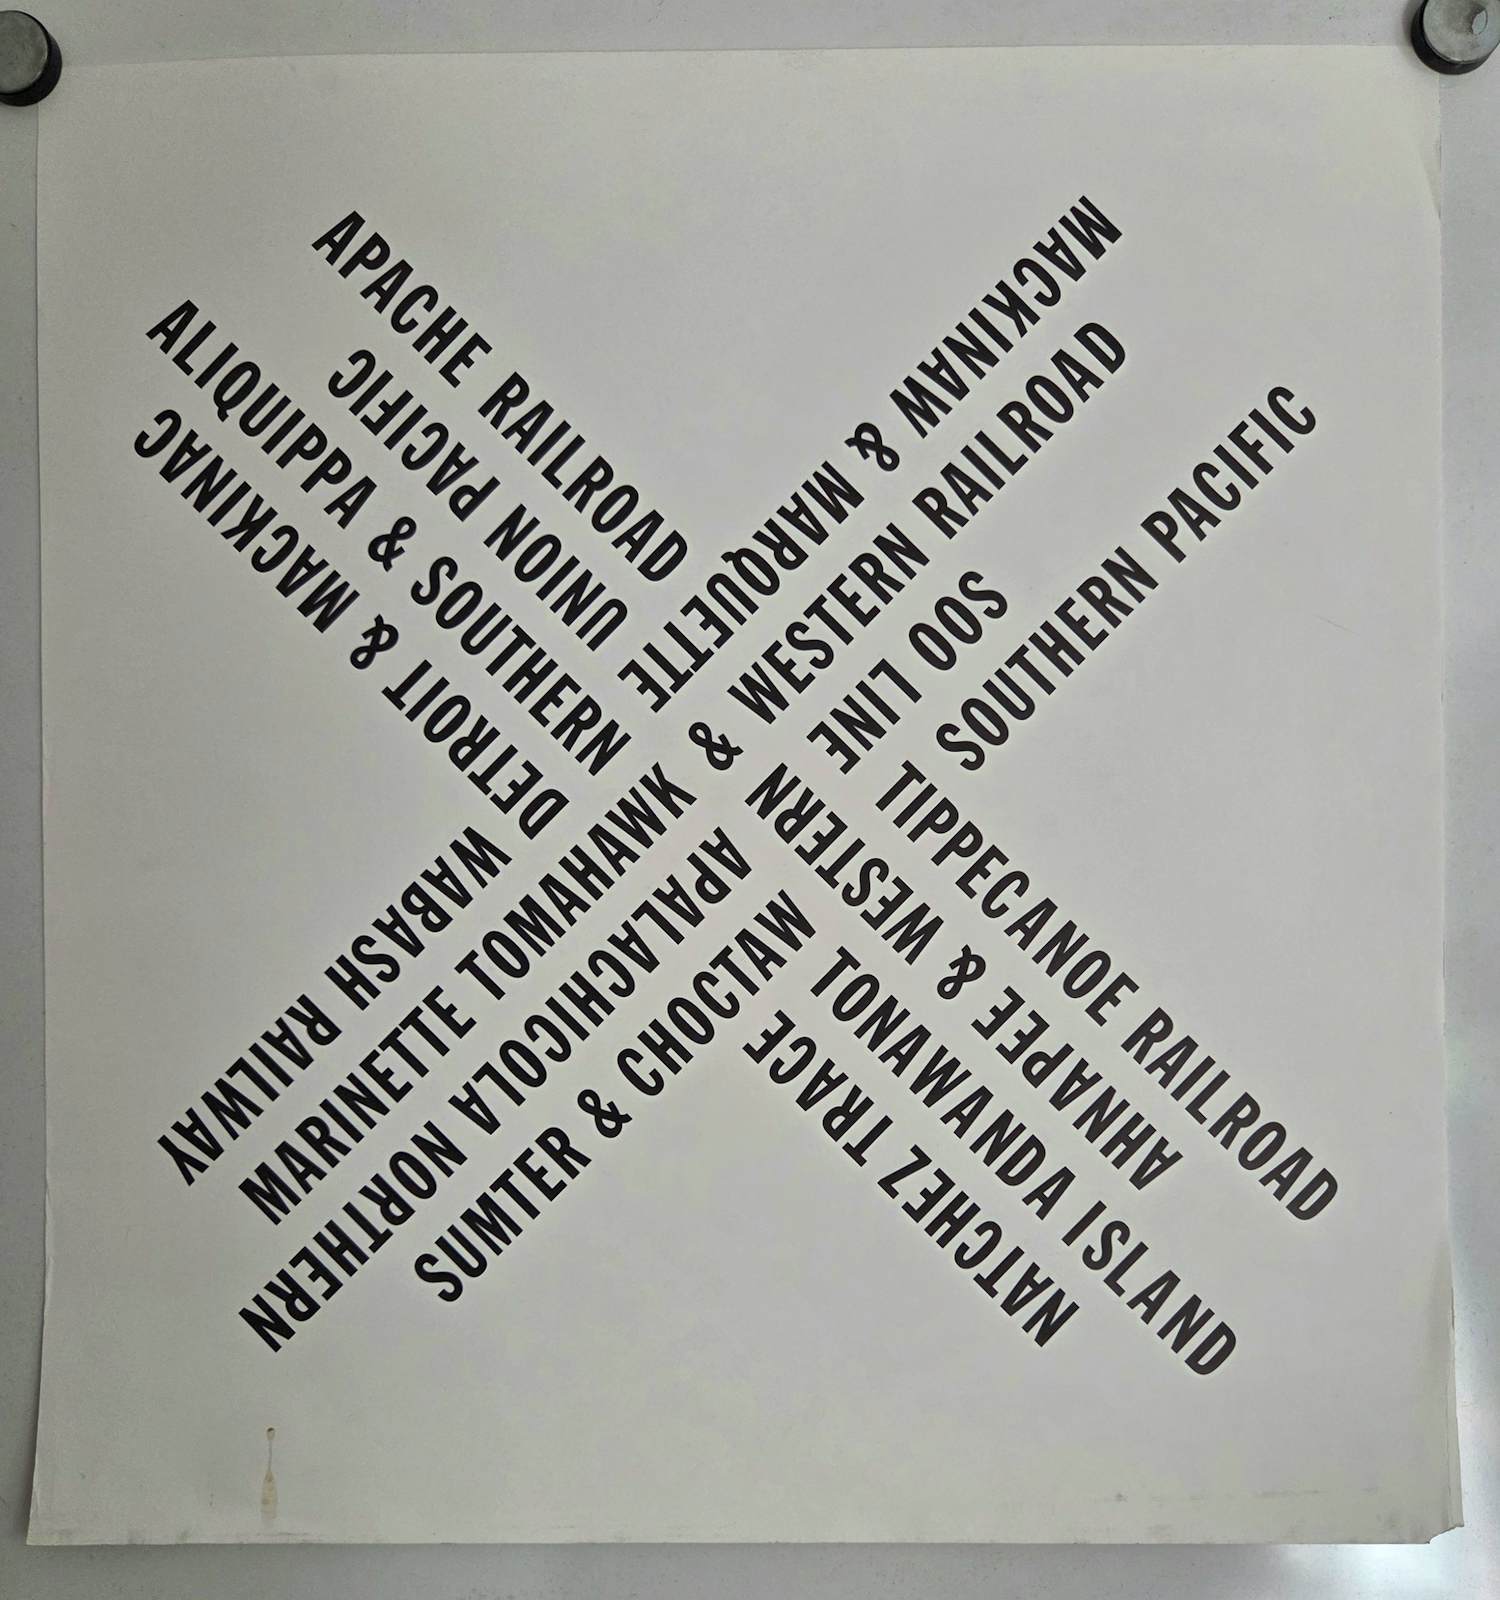 APACHE RAILROAD
UNION PACIFIC
ALIQUIPPA & SOUTHERN
DETROIT & MACKINAC
MACKINAW & MARQUETTE
MARINETTE TOMAHAWK & WESTERN RAILROAD
SOO LINE
SOUTHERN PACIFIC
WABASH RAILWAY
APALACHICOLA NORTHERN
SUMTER & CHOCTAW
TIPPECANOE RAILROAD
AHNAPEE & WESTERN
TONAWANDA ISLAND
NATCHEZ TRACE